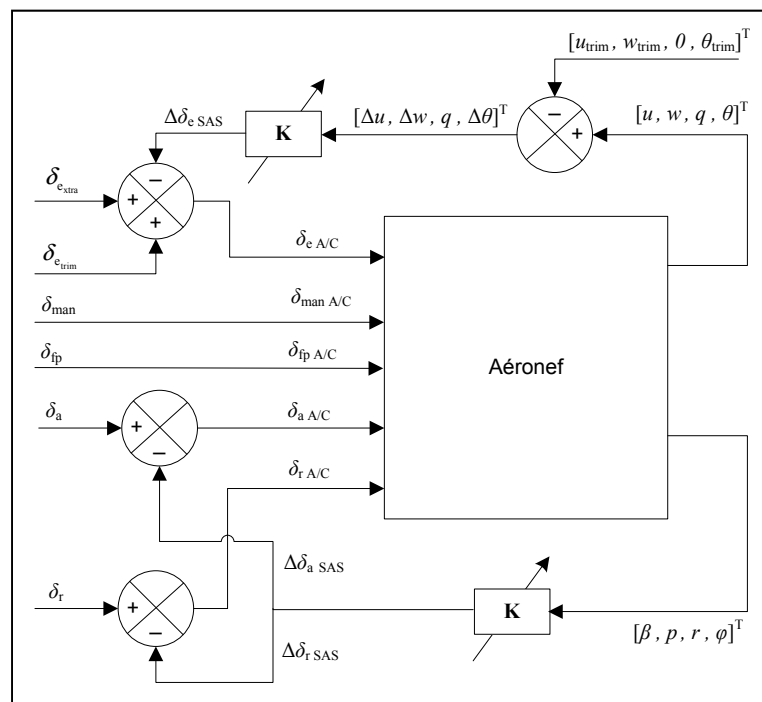 [u_trim , w_trim , 0 , θ_trim]^T
Δδ_e SAS
K
[Δu , Δw , q , Δθ]^T
−
+
[u, w, q, θ]^T
δ_e_xtra
−
+
+
δ_e_trim
δ_e A/C
δ_man
δ_man A/C
δ_fp
δ_fp A/C
Aéronef
δ_a
+
−
δ_a A/C
δ_r A/C
Δδ_a SAS
δ_r
+
−
K
Δδ_r SAS
[β , p , r , φ]^T